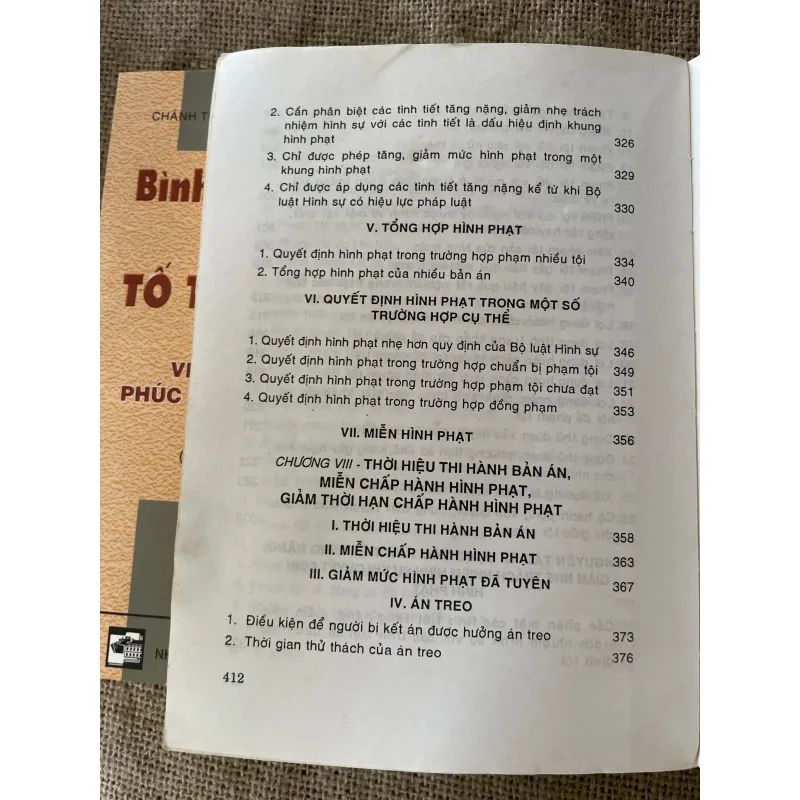 CHÁNH
Bình
TỐ
PHÚC
2. Cần phân biệt các tình tiết tăng nặng, giảm nhẹ trách
nhiệm hình sự với các tình tiết là dấu hiệu định khung
hình phạt 326
3. Chỉ được phép tăng, giảm mức hình phạt trong một
khung hình phạt 329
4. Chỉ được áp dụng các tình tiết tăng nặng kể từ khi Bộ
luật Hình sự có hiệu lực pháp luật 330
V. TỔNG HỢP HÌNH PHẠT
1. Quyết định hình phạt trong trường hợp phạm nhiều tội 334
2. Tổng hợp hình phạt của nhiều bản án 340
VI. QUYẾT ĐỊNH HÌNH PHẠT TRONG MỘT SỐ
TRƯỜNG HỢP CỤ THỂ
1. Quyết định hình phạt nhẹ hơn quy định của Bộ luật Hình sự 346
2. Quyết định hình phạt trong trường hợp chuẩn bị phạm tội 349
3. Quyết định hình phạt trong trường hợp phạm tội chưa đạt 351
4. Quyết định hình phạt trong trường hợp đồng phạm 353
VII. MIỄN HÌNH PHẠT 356
CHƯƠNG VIII - THỜI HIỆU THI HÀNH BẢN ÁN,
MIỄN CHẤP HÀNH HÌNH PHẠT,
GIẢM THỜI HẠN CHẤP HÀNH HÌNH PHẠT
I. THỜI HIỆU THI HÀNH BẢN ÁN 358
II. MIỄN CHẤP HÀNH HÌNH PHẠT 363
III. GIẢM MỨC HÌNH PHẠT ĐÃ TUYÊN 367
IV. ÁN TREO
1. Điều kiện để người bị kết án được hưởng án treo 373
2. Thời gian thử thách của án treo 376
412